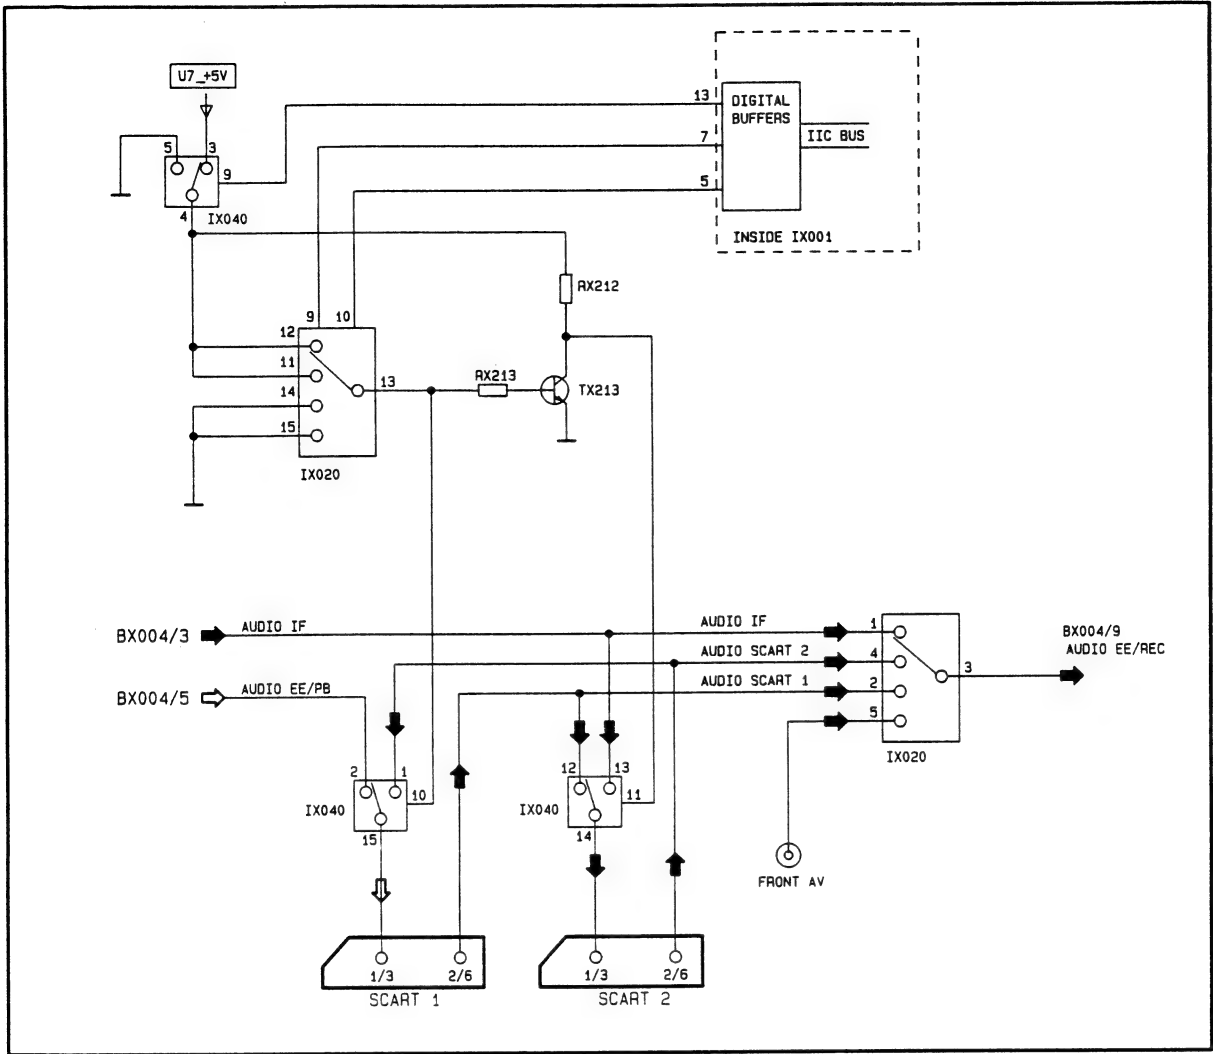 U7_+5V
13 DIGITAL
BUFFERS
7 IIC BUS
5
INSIDE IX001
5 3
9
4 IX040
RX212
9 10
12
11
13 RX213 TX213
14
15
IX020
BX004/3 AUDIO IF AUDIO IF 1
BX004/9
AUDIO EE/REC
AUDIO SCART 2 4
3
BX004/5 AUDIO EE/PB AUDIO SCART 1 2
5
IX020
2 1 12 13
10 11
IX040 IX040
15 14
FRONT AV
1/3 2/6 1/3 2/6
SCART 1 SCART 2